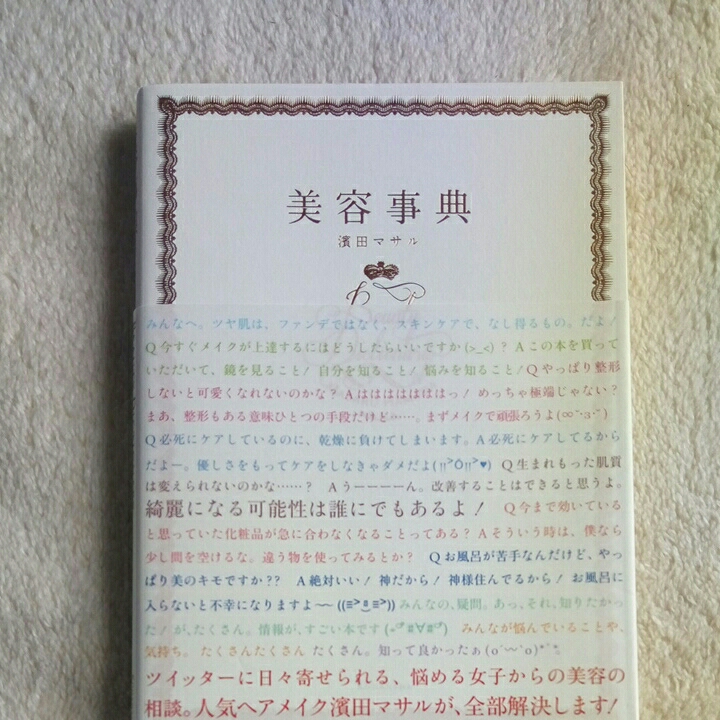 美容事典
濱田マサル
みんなへ。ツヤ肌は、ファンデではなく、スキンケアで、なし得るもの。だよ！
Q今すぐメイクが上達するにはどうしたらいいですか(>_<)？ Aこの本を買って
いただいて、鏡を見ること！自分を知ること！悩みを知ること！Qやっぱり整形
しないと可愛くなれないのかな？Aはははははははっ！めっちゃ極端じゃない？
まあ、整形もある意味ひとつの手段だけど……。まずメイクで頑張ろうよ
Q必死にケアしているのに、乾燥に負けてしまいます。A必死にケアしてるから
だよー。優しさをもってケアをしなきゃダメだよ Q生まれもった肌質
は変えられないのかな……？ Aうーーーーん。改善することはできると思うよ。
綺麗になる可能性は誰にでもあるよ！ Q今まで効いている
と思っていた化粧品が急に合わなくなることってある？Aそういう時は、僕なら
少し間を空けるな。違う物を使ってみるとか？ Qお風呂が苦手なんだけど、やっ
ぱり美のキモですか？？ A絶対いい！神だから！神様住んでるから！お風呂に
入らないと不幸になりますよ〜〜 みんなの、疑問。あっ、それ、知りたかっ
た！が、たくさん。情報が、すごい本です みんなが悩んでいることや、
気持ち。たくさんたくさん たくさん。知って良かったぁ
ツイッターに日々寄せられる、悩める女子からの美容の
相談。人気ヘアメイク濱田マサルが、全部解決します！